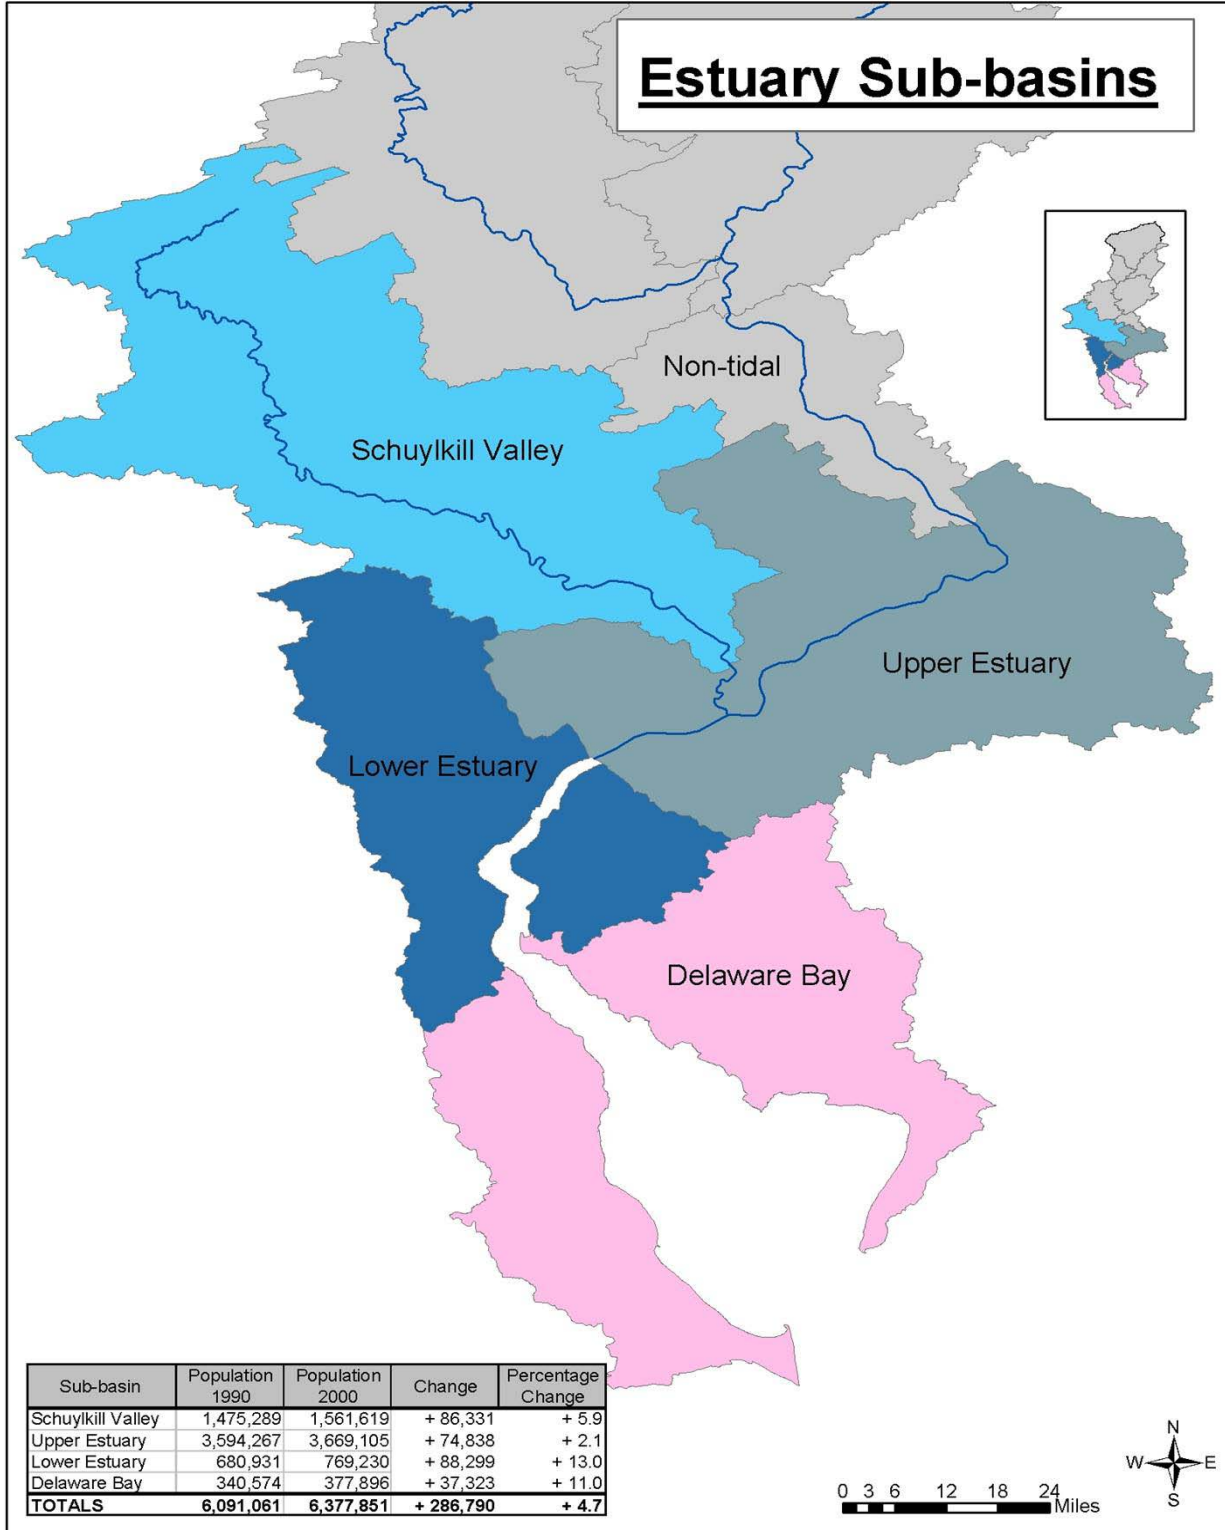 Estuary Sub-basins
Non-tidal
Schuylkill Valley
Upper Estuary
Lower Estuary
Delaware Bay
Sub-basin Population 1990 Population 2000 Change Percentage Change
Schuylkill Valley 1,475,289 1,561,619 + 86,331 + 5.9
Upper Estuary 3,594,267 3,669,105 + 74,838 + 2.1
Lower Estuary 680,931 769,230 + 88,299 + 13.0
Delaware Bay 340,574 377,896 + 37,323 + 11.0
TOTALS 6,091,061 6,377,851 + 286,790 + 4.7
N
W E
S
0 3 6 12 18 24
Miles